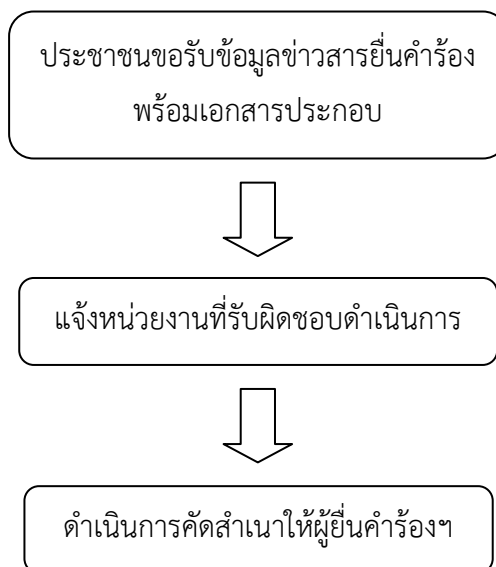 ประชาชนขอรับข้อมูลข่าวสารยื่นคำร้อง
พร้อมเอกสารประกอบ
แจ้งหน่วยงานที่รับผิดชอบดำเนินการ
ดำเนินการคัดสำเนาให้ผู้ยื่นคำร้องฯ